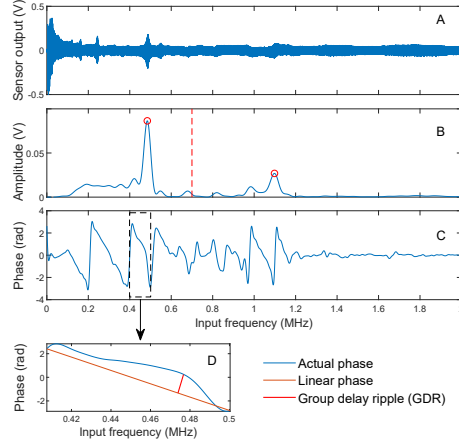 Sensor output (V)
0.5
0
-0.5
A
Amplitude (V)
0.05
0
B
Phase (rad)
4
2
0
-2
-4
C
0 0.2 0.4 0.6 0.8 1 1.2 1.4 1.6 1.8 2
Input frequency (MHz)
D
Phase (rad)
2
0
-2
0.42 0.44 0.46 0.48 0.5
Input frequency (MHz)
Actual phase
Linear phase
Group delay ripple (GDR)